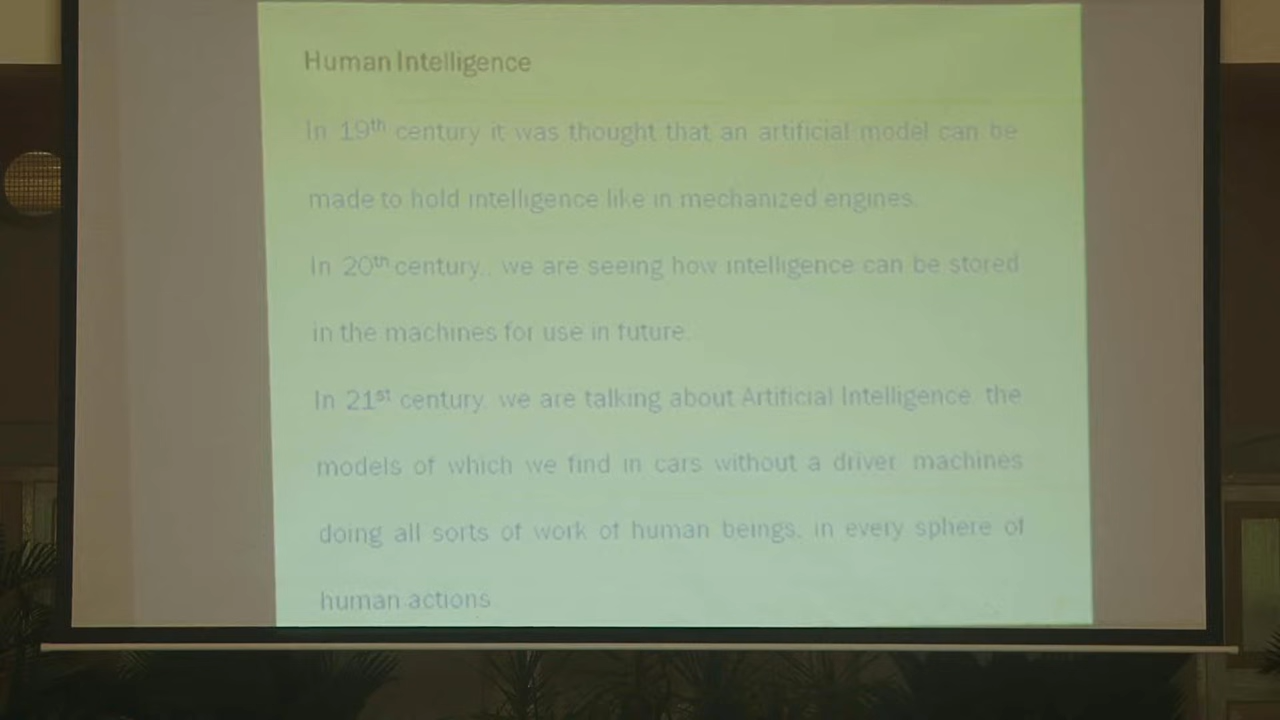 Human Intelligence
In 19th century it was thought that an artificial model can be
made to hold intelligence like in mechanized engines.
In 20th century, we are seeing how intelligence can be stored
in the machines for use in future.
In 21st century we are talking about Artificial Intelligence the
models of which we find in cars without a driver machines
doing all sorts of work of human beings, in every sphere of
human actions